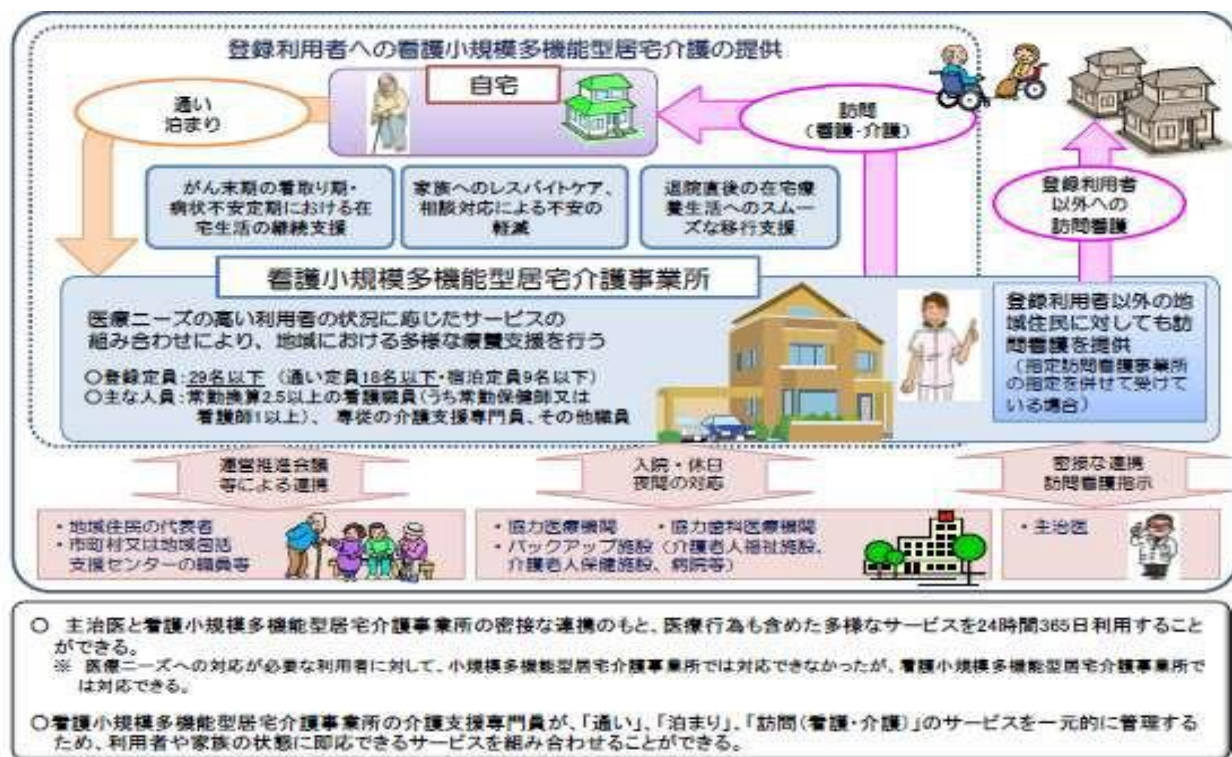 登録利用者への看護小規模多機能型居宅介護の提供
自宅
通い
泊まり
訪問
(看護・介護)
がん末期の看取り期・
病状不安定期における在
宅生活の継続支援
家族へのレスパイトケア、
相談対応による不安の
軽減
退院直後の在宅療
養生活へのスムー
ズな移行支援
登録利用者
以外への
訪問看護
看護小規模多機能型居宅介護事業所
医療ニーズの高い利用者の状況に応じたサービスの
組み合わせにより、地域における多様な療養支援を行う
○登録定員:29名以下 (通い定員18名以下・宿泊定員9名以下)
○主な人員:常勤換算2.5以上の看護職員(うち常勤保健師又は
看護師1以上)、 専従の介護支援専門員、その他職員
登録利用者以外の地
域住民に対しても訪
問看護を提供
(指定訪問看護事業所
の指定を併せて受けて
いる場合)
運営推進会議
等による連携
入院・休日
夜間の対応
密接な連携
訪問看護指示
・地域住民の代表者
・市町村又は地域包括
支援センターの職員等
・協力医療機関 ・協力歯科医療機関
・バックアップ施設(介護老人福祉施設、
介護老人保健施設、病院等)
・主治医
○ 主治医と看護小規模多機能型居宅介護事業所の密接な連携のもと、医療行為も含めた多様なサービスを24時間365日利用すること
ができる。
※ 医療ニーズへの対応が必要な利用者に対して、小規模多機能型居宅介護事業所では対応できなかったが、看護小規模多機能型居宅介護事業所で
は対応できる。
○看護小規模多機能型居宅介護事業所の介護支援専門員が、「通い」、「泊まり」、「訪問(看護・介護)」のサービスを一元的に管理する
ため、利用者や家族の状態に即応できるサービスを組み合わせることができる。